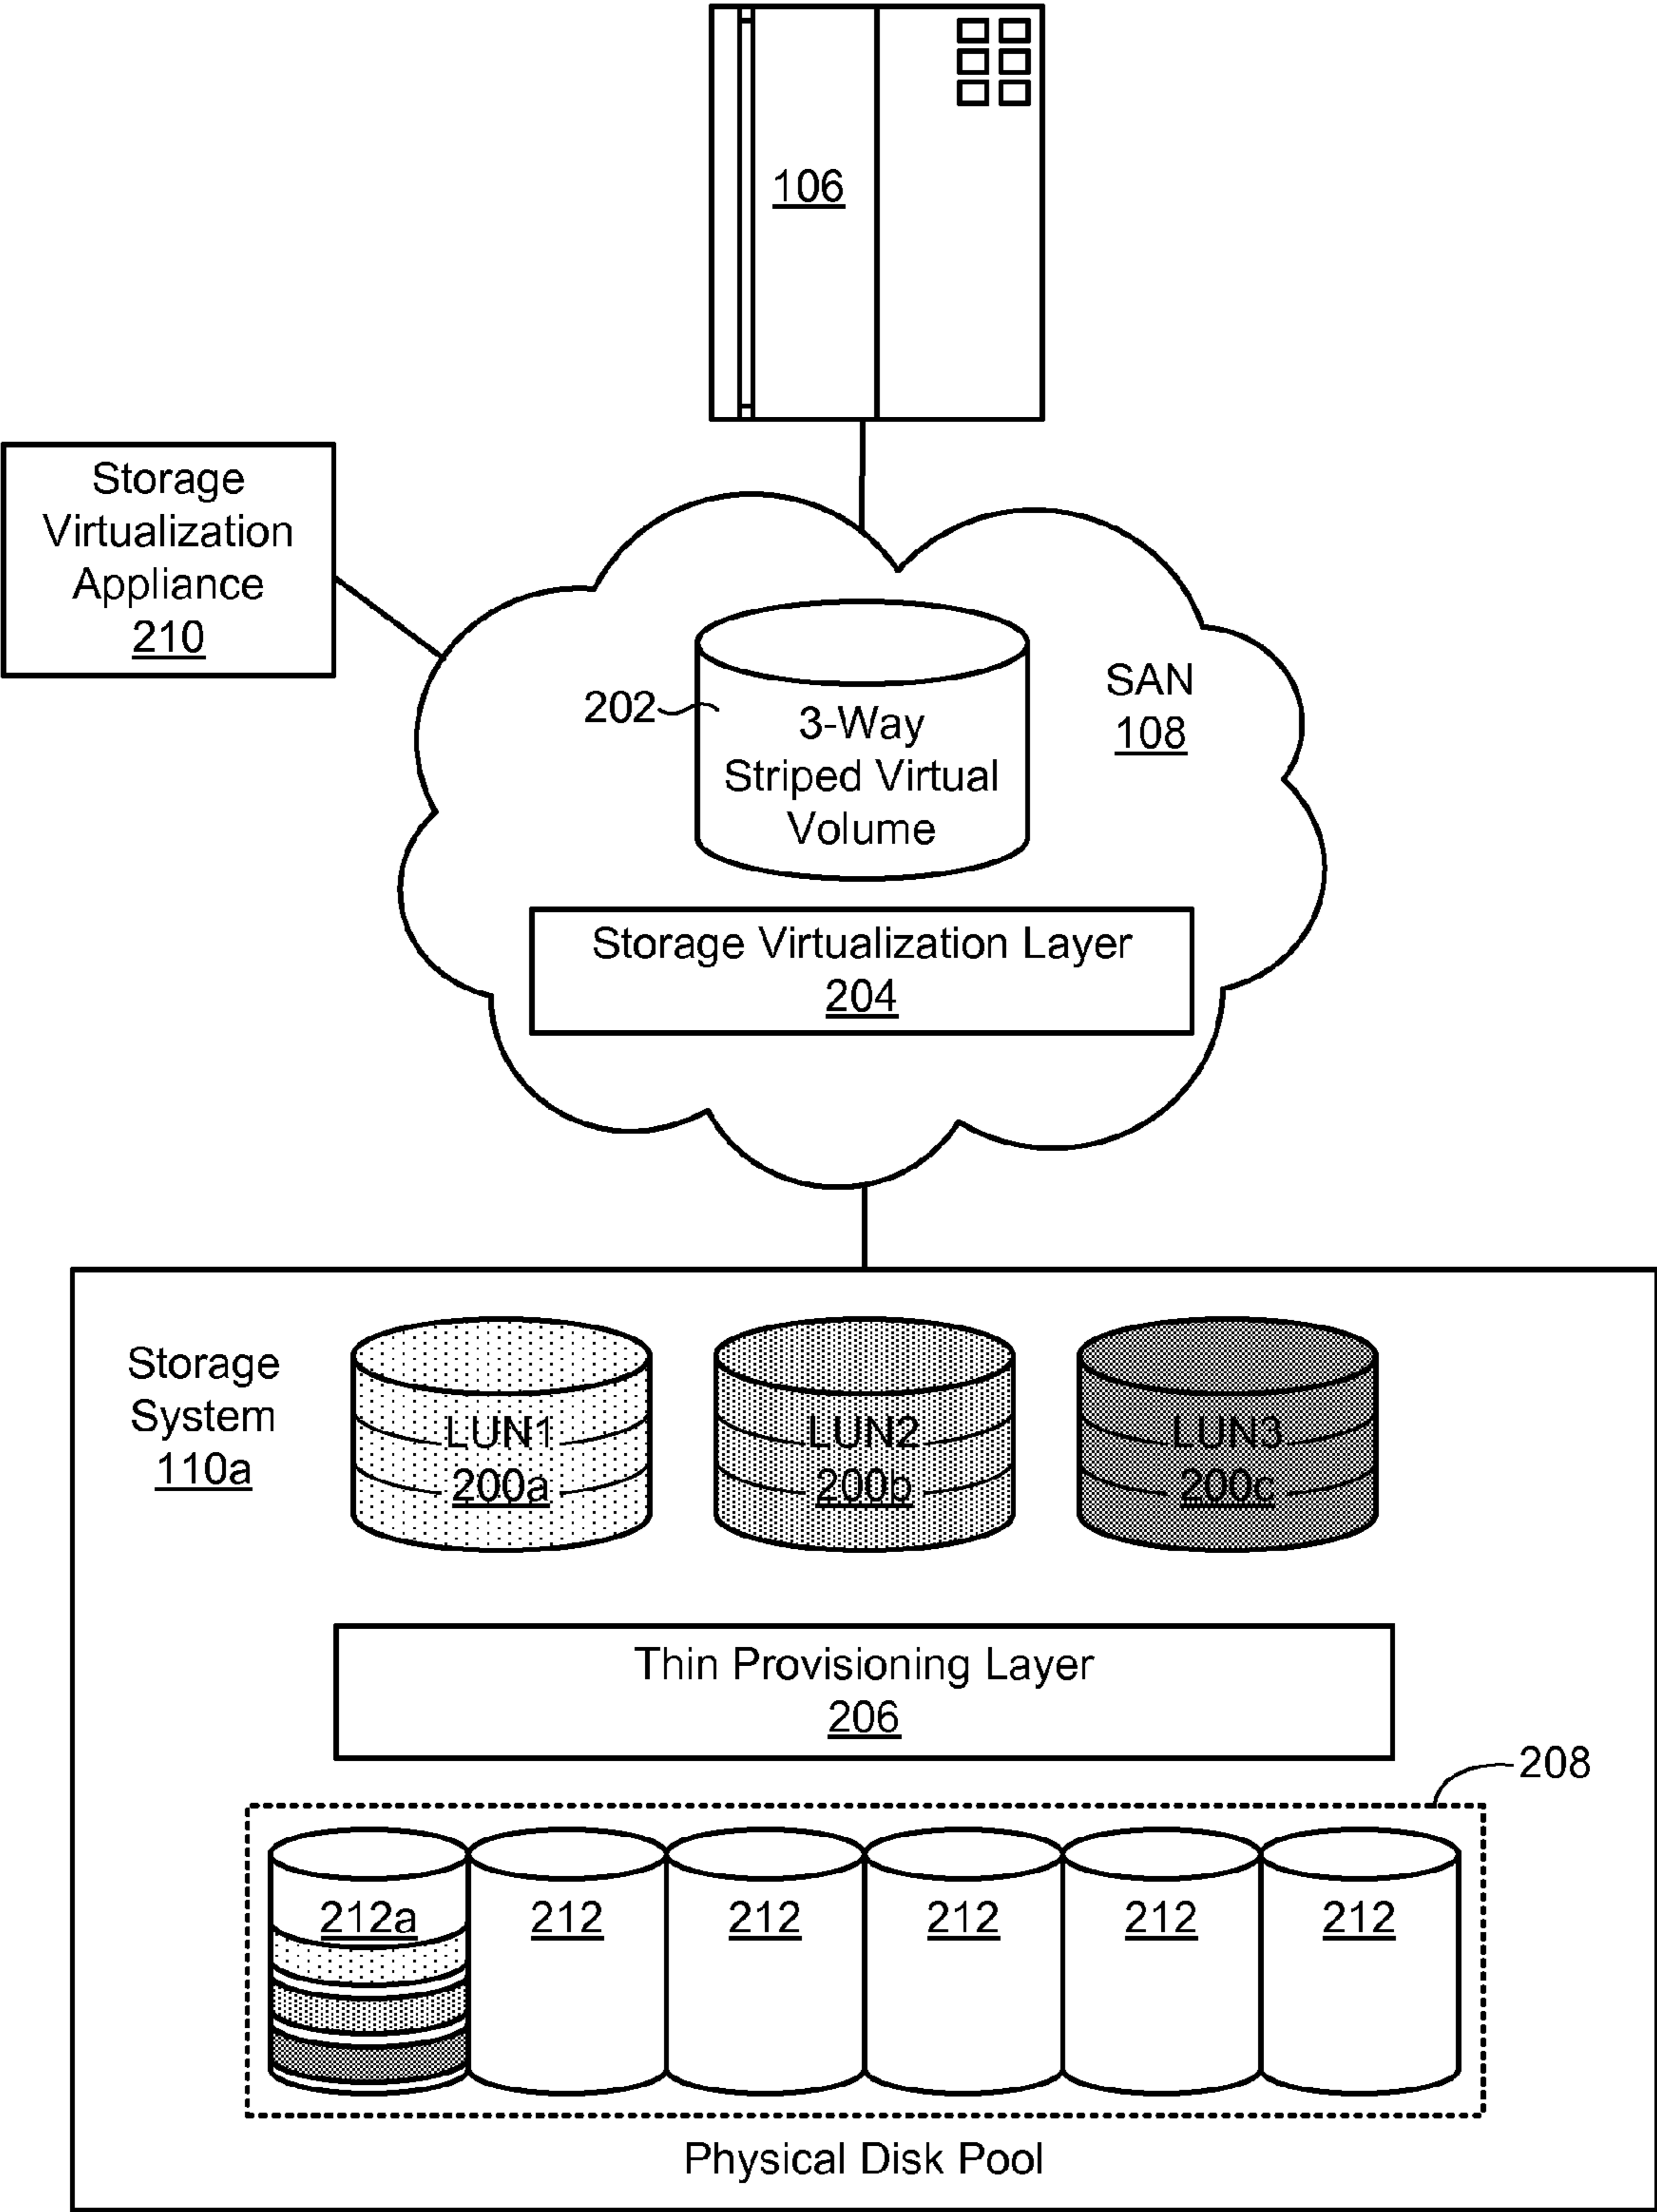 106
Storage
Virtualization
Appliance
210
SAN
108
202
3-Way
Striped Virtual
Volume
Storage Virtualization Layer
204
Storage
System
110a
LUN1
200a
LUN2
200b
LUN3
200c
Thin Provisioning Layer
206
208
212a
212
212
212
212
212
Physical Disk Pool